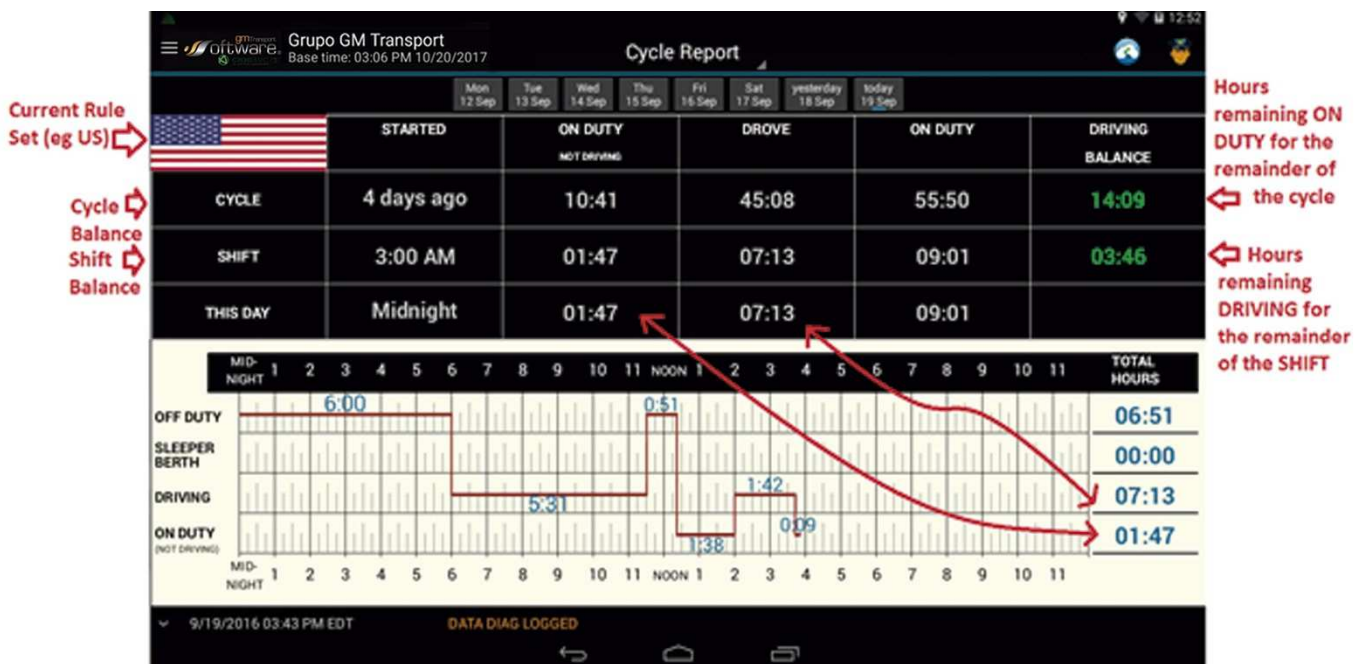 12:52
gmTransport
software.
Grupo GM Transport
Base time: 03:06 PM 10/20/2017
Cycle Report
Mon
12 Sep
Tue
13 Sep
Wed
14 Sep
Thu
15 Sep
Fri
16 Sep
Sat
17 Sep
yesterday
18 Sep
today
19 Sep
Current Rule
Set (eg US)
STARTED
ON DUTY
NOT DRIVING
DROVE
ON DUTY
DRIVING
BALANCE
Hours
remaining ON
DUTY for the
remainder of
the cycle
Cycle
Balance
CYCLE
4 days ago
10:41
45:08
55:50
14:09
Shift
Balance
SHIFT
3:00 AM
01:47
07:13
09:01
03:46
Hours
remaining
DRIVING for
the remainder
of the SHIFT
THIS DAY
Midnight
01:47
07:13
09:01
MID-
NIGHT 1 2 3 4 5 6 7 8 9 10 11 NOON 1 2 3 4 5 6 7 8 9 10 11
TOTAL
HOURS
OFF DUTY
6:00
0:51
06:51
SLEEPER
BERTH
00:00
DRIVING
5:31
1:42
07:13
ON DUTY
(NOT DRIVING)
1:38
0:09
01:47
MID-
NIGHT 1 2 3 4 5 6 7 8 9 10 11 NOON 1 2 3 4 5 6 7 8 9 10 11
9/19/2016 03:43 PM EDT
DATA DIAG LOGGED